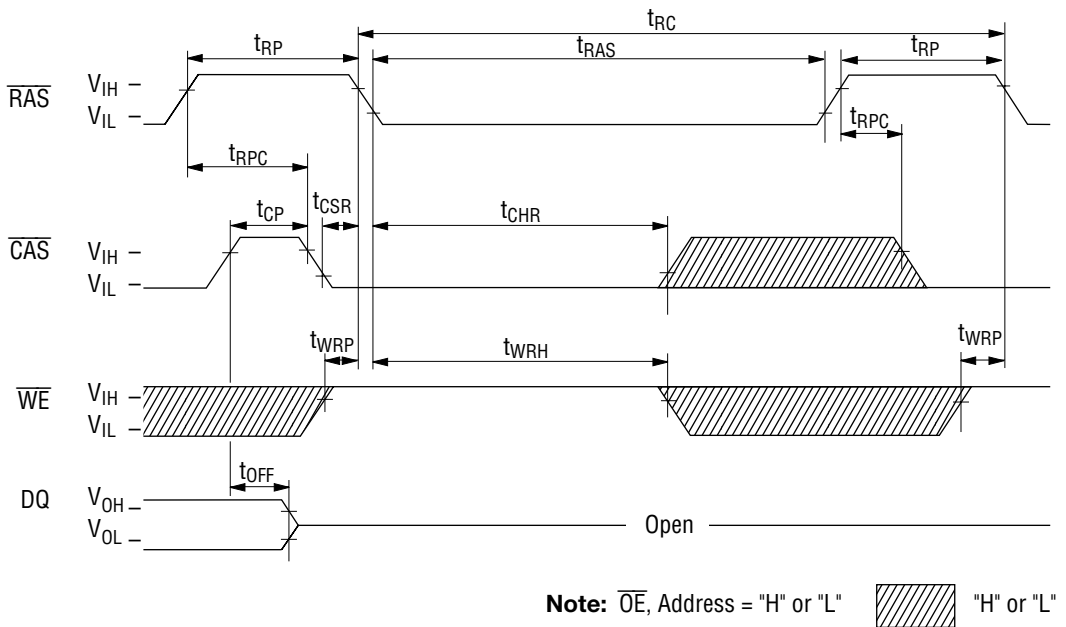 tRC
tRP
tRAS
tRP
RAS
VIH
VIL
tRPC
tRPC
tCP
tCSR
tCHR
CAS
VIH
VIL
tWRP
tWRH
tWRP
WE
VIH
VIL
tOFF
DQ
VOH
VOL
Open
Note: OE, Address = "H" or "L"
"H" or "L"